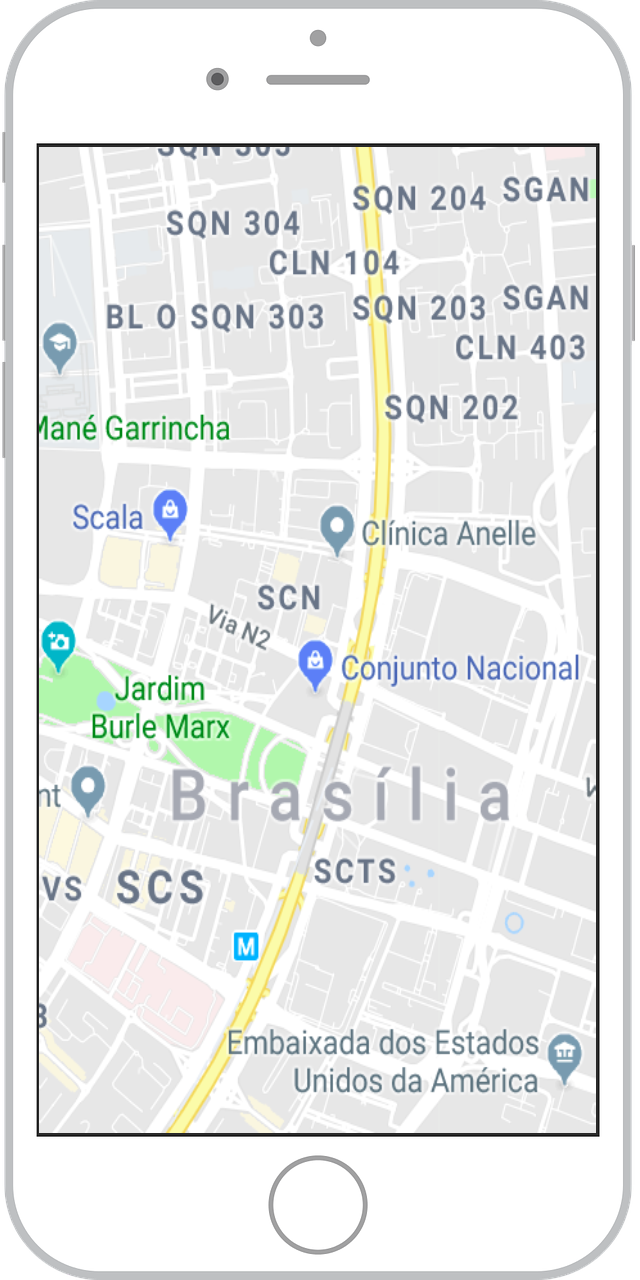 SQN 303
SQN 204
SGAN
SQN 304
CLN 104
BL O
SQN 303
SQN 203
SGAN
CLN 403
SQN 202
Mané Garrincha
Scala
Clínica Anelle
SCN
Via N2
Conjunto Nacional
Jardim
Burle Marx
nt
Brasília
SCTS
VS
SCS
M
Embaixada dos Estados
Unidos da América